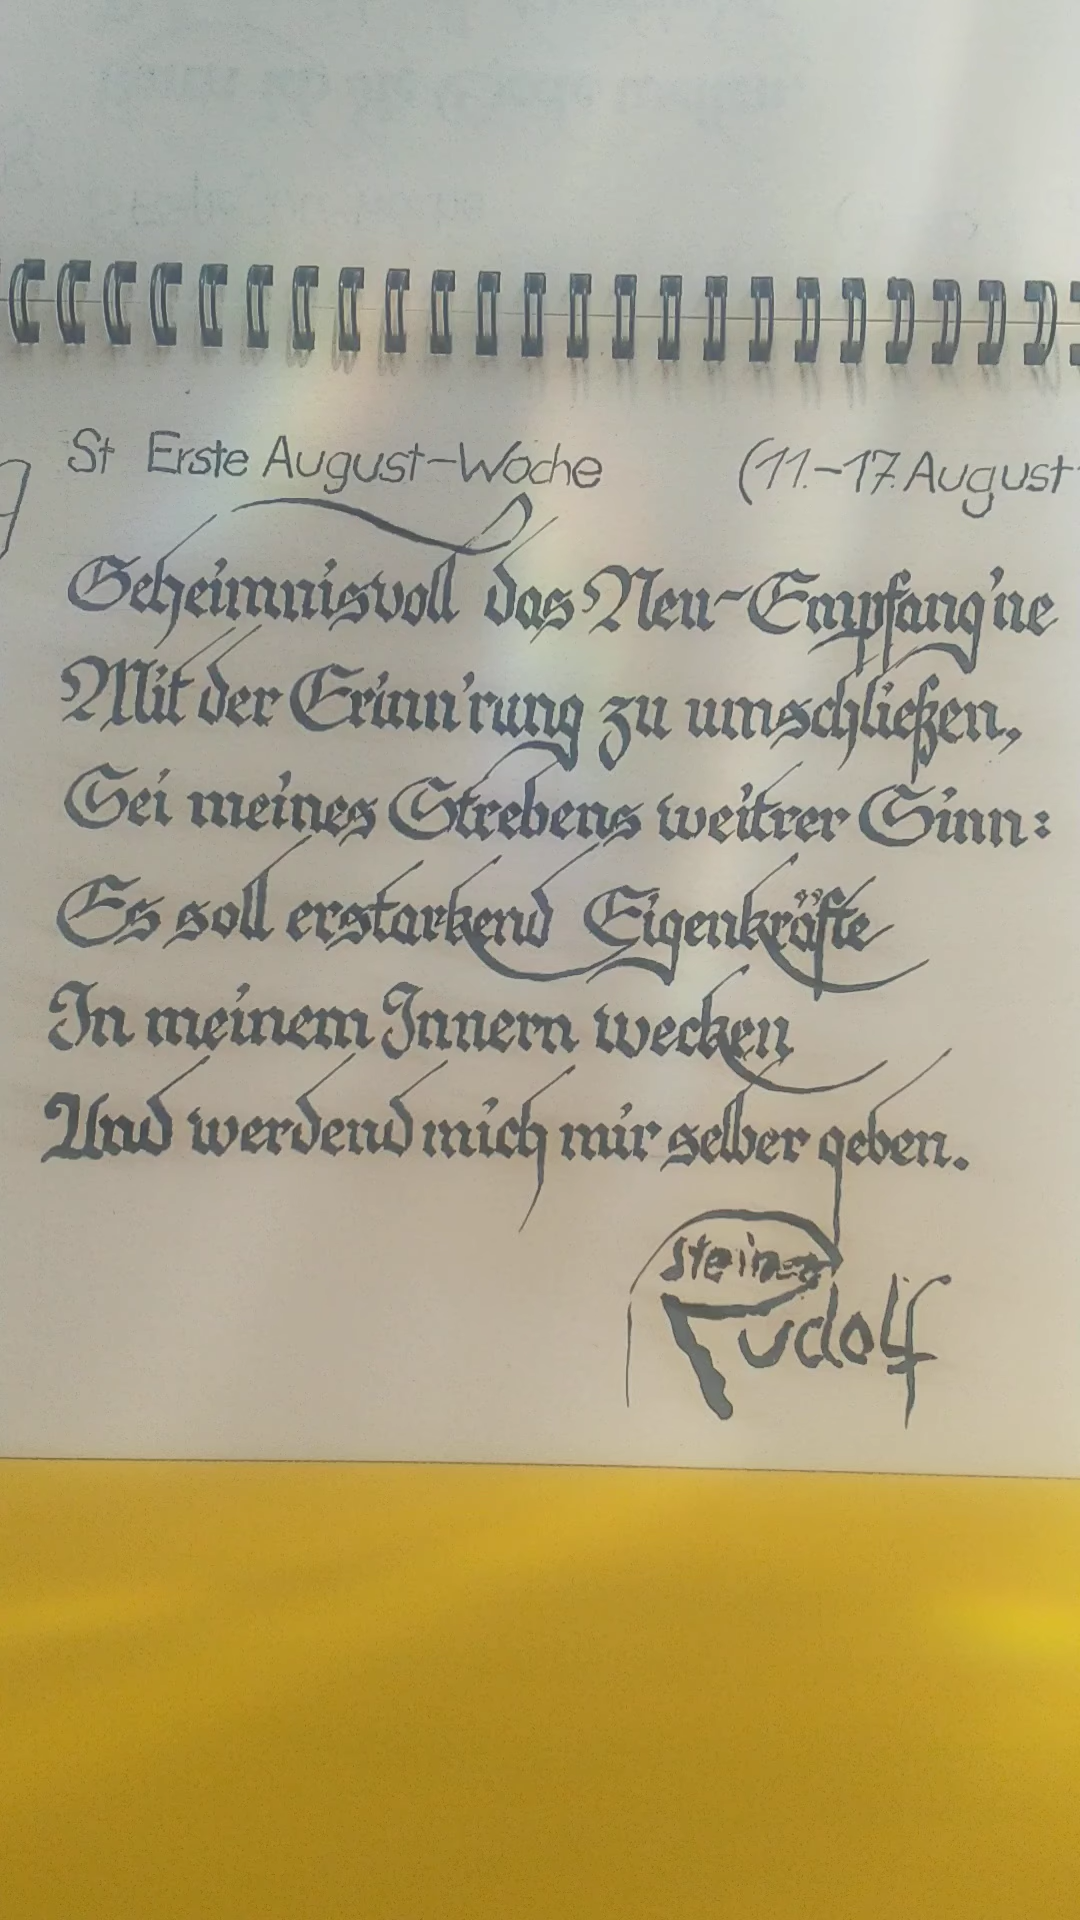 St Erste August-Woche (11.-17. August
Geheimnisvoll das Neu-Empfang'ne
Mit der Erinn'rung zu umschließen,
Sei meines Strebens weitrer Sinn:
Es soll erstarkend Eigenkräfte
In meinem Innern wecken
Und werdend mich mir selber geben.
Steiner
Rudolf